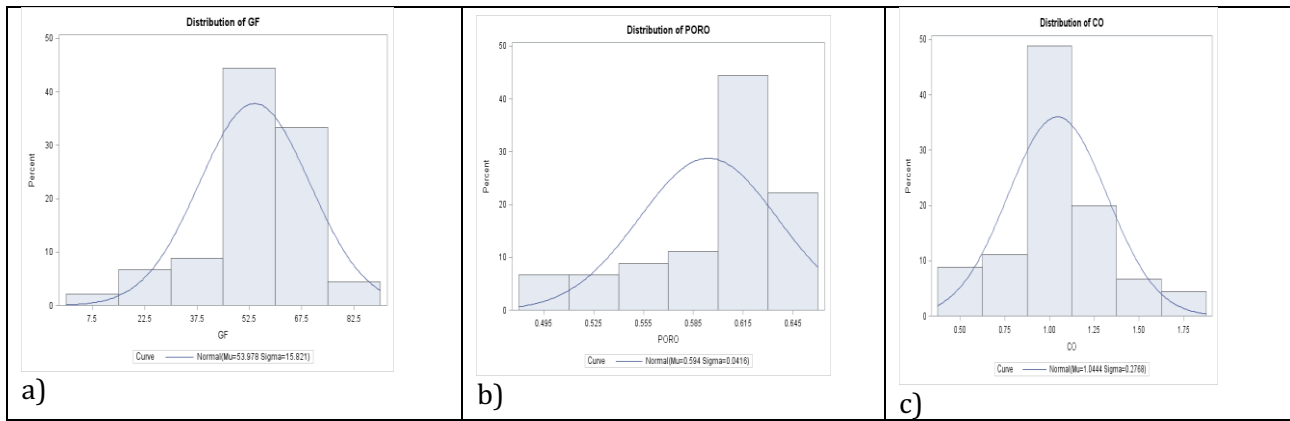 Distribution of GF
50
40
30
20
10
0
Percent
7.5 22.5 37.5 52.5 67.5 82.5
GF
Curve Normal(Mu=53.978 Sigma=15.821)
a)
Distribution of PORO
50
40
30
20
10
0
Percent
0.495 0.525 0.555 0.585 0.615 0.645
PORO
Curve Normal(Mu=0.594 Sigma=0.0416)
b)
Distribution of CO
50
40
30
20
10
0
Percent
0.50 0.75 1.00 1.25 1.50 1.75
CO
Curve Normal(Mu=1.0444 Sigma=0.2768)
c)